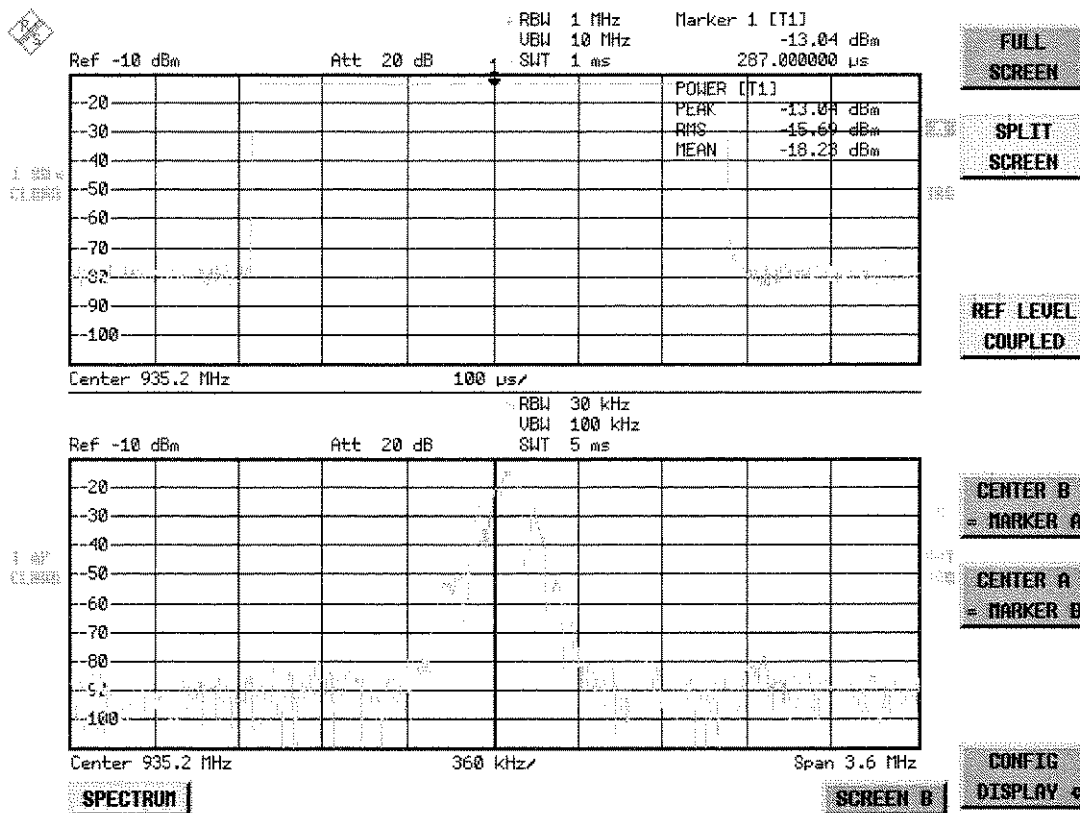 RBW 1 MHz Marker 1 [T1]
VBW 10 MHz -13.04 dBm
Ref -10 dBm Att 20 dB SWT 1 ms 287.000000 µs
1
POWER [T1]
PEAK -13.04 dBm
RMS -15.69 dBm
MEAN -18.23 dBm
-20
-30
-40
-50
-60
-70
-90
-100
Center 935.2 MHz 100 µs/
RBW 30 kHz
VBW 100 kHz
Ref -10 dBm Att 20 dB SWT 5 ms
-20
-30
-40
-50
-60
-70
-80
100
Center 935.2 MHz 360 kHz/ Span 3.6 MHz
SPECTRUM SCREEN B
FULL
SCREEN
SPLIT
SCREEN
REF LEVEL
COUPLED
CENTER B
= MARKER A
CENTER A
= MARKER B
CONFIG
DISPLAY